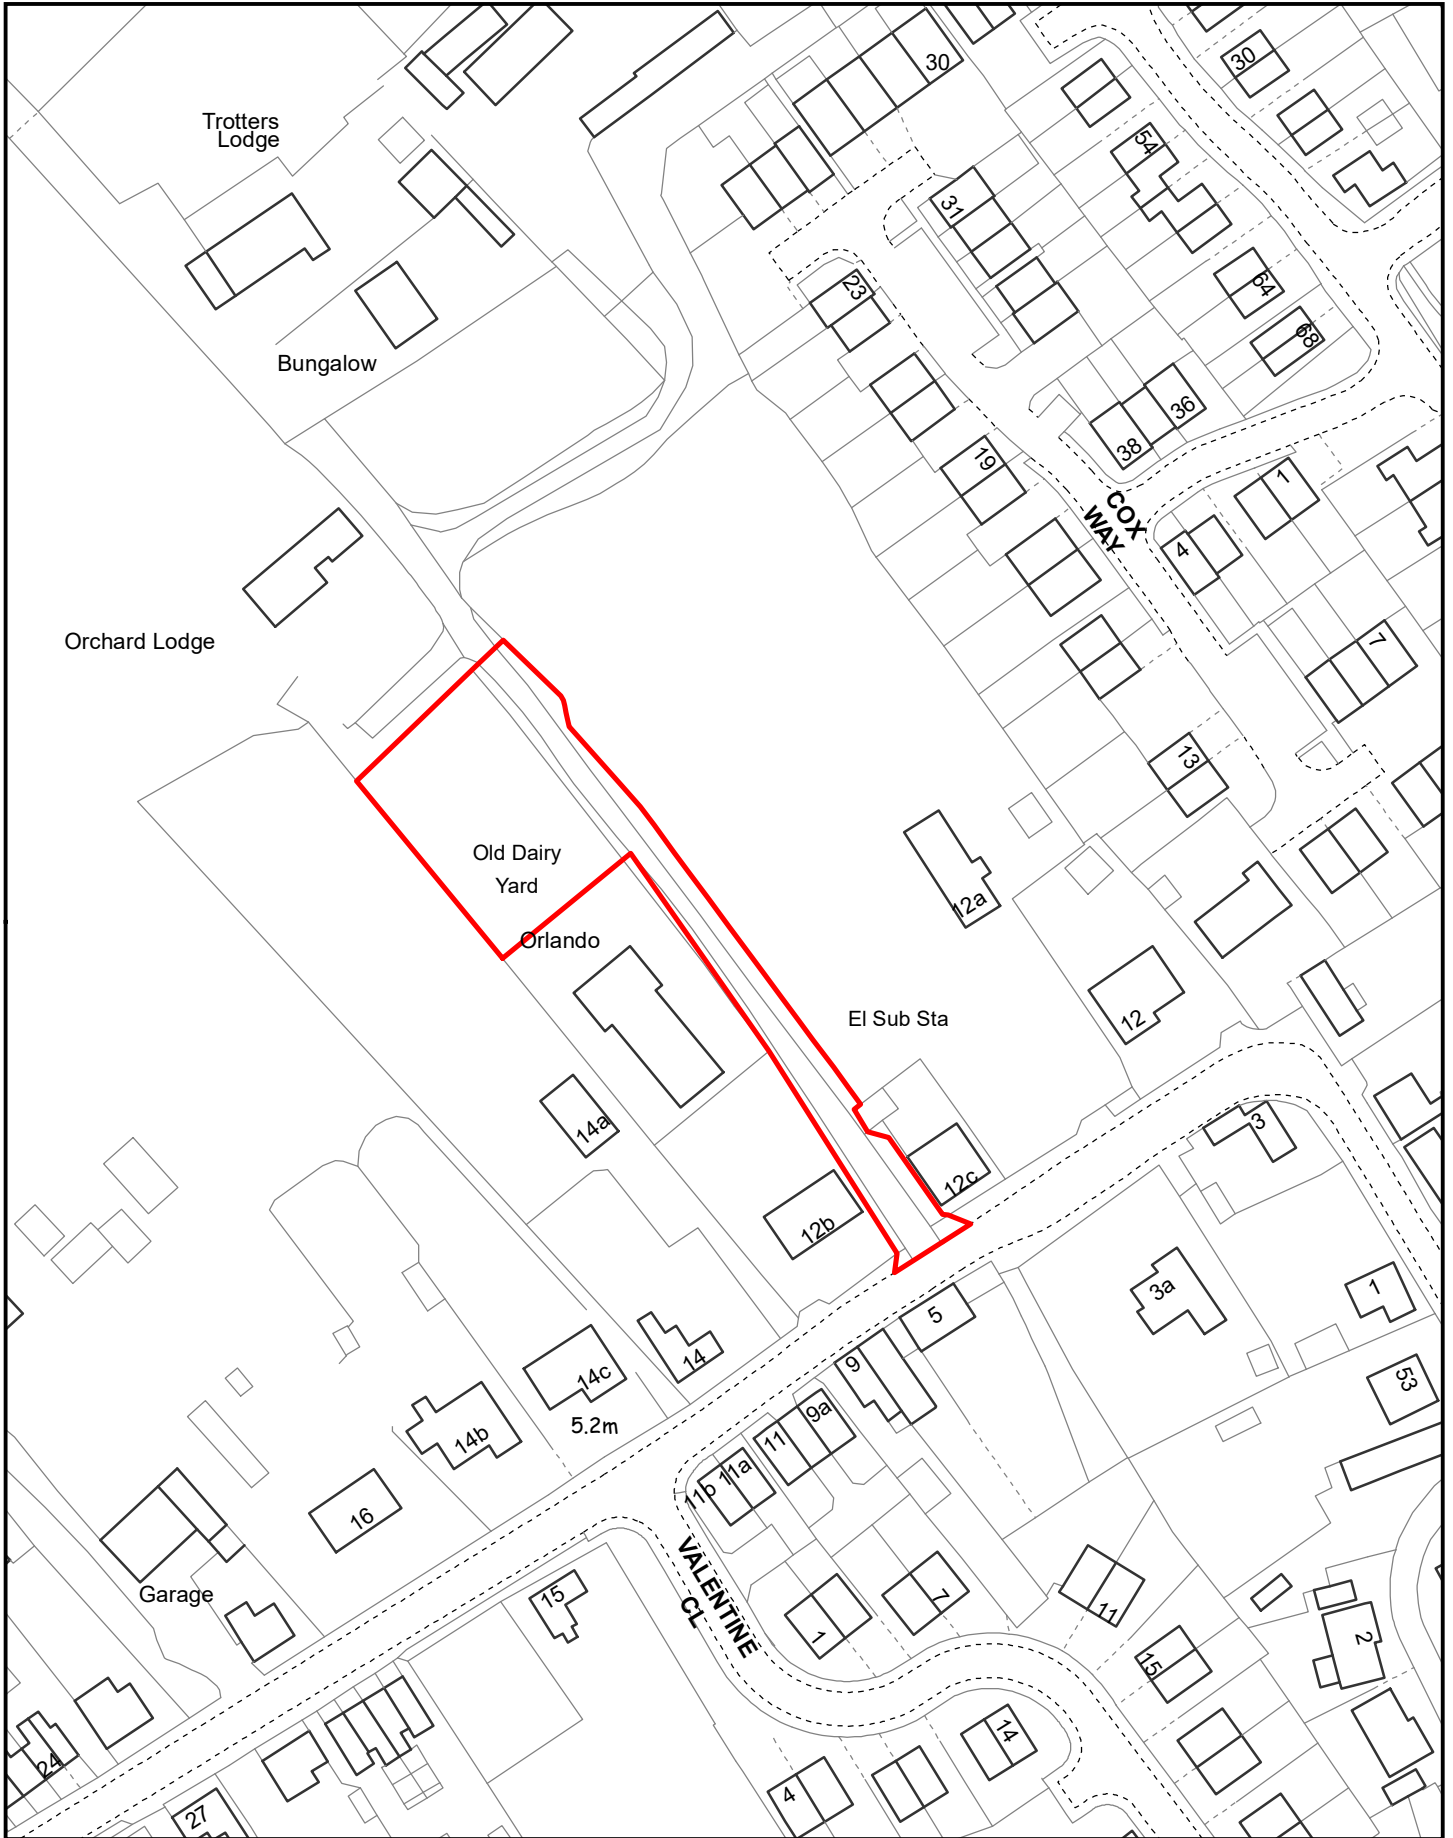 30
30
Trotters
Lodge
54
31
64
23
68
Bungalow
36
38
19
1
COX
WAY
4
Orchard Lodge
7
13
Old Dairy
Yard
12a
Orlando
El Sub Sta
12
3
14a
12c
12b
3a
1
5
14
9
14c
53
9a
5.2m
14b
11
11a
11b
16
VALENTINE
CL
Garage
15
7
11
1
2
15
14
24
4
27